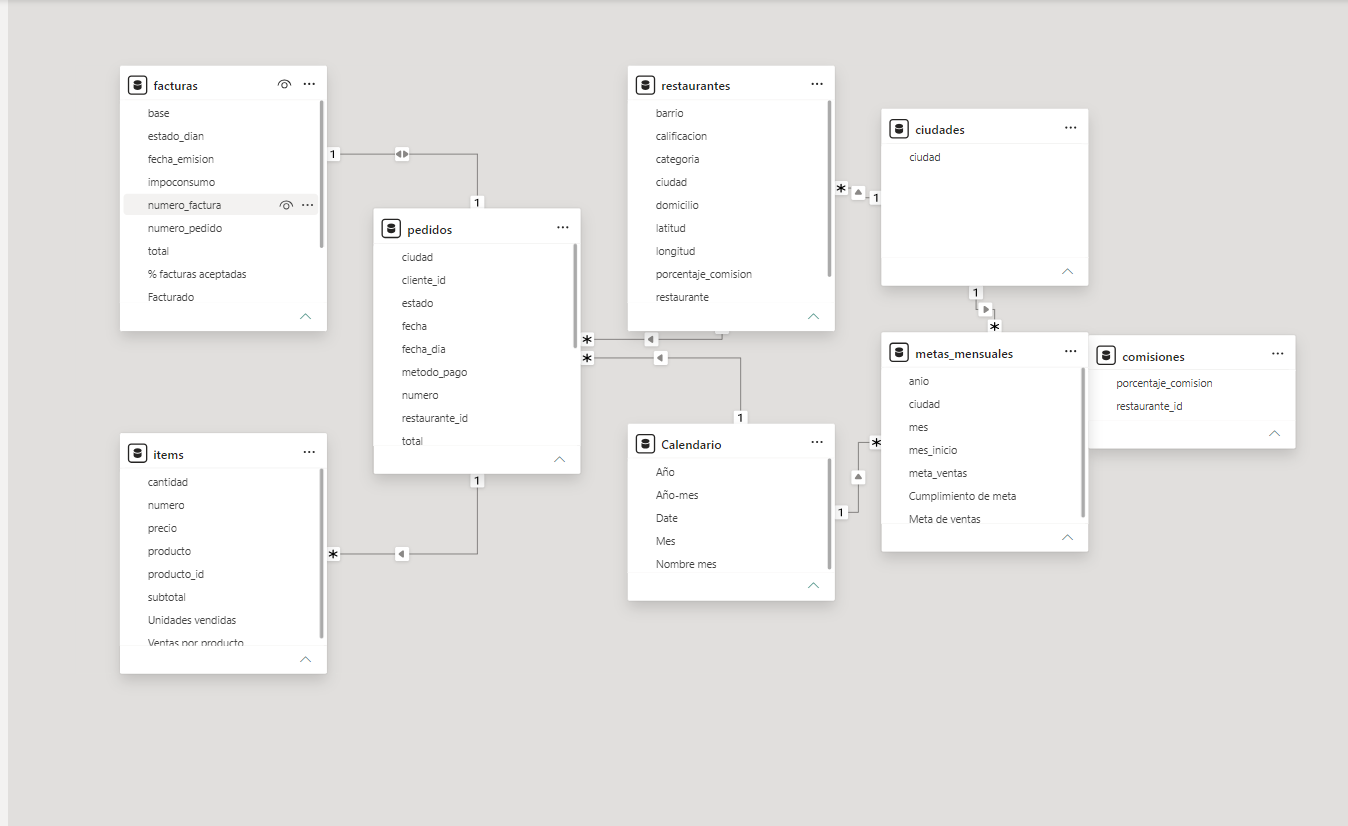 facturas
base
estado_dian
fecha_emision
impoconsumo
numero_factura
numero_pedido
total
% facturas aceptadas
Facturado
1
1
pedidos
ciudad
cliente_id
estado
fecha
fecha_dia
metodo_pago
numero
restaurante_id
total
1
*
*
*
items
cantidad
numero
precio
producto
producto_id
subtotal
Unidades vendidas
Ventas por producto
restaurantes
barrio
calificacion
categoria
ciudad
domicilio
latitud
longitud
porcentaje_comision
restaurante
*
1
ciudades
ciudad
1
*
1
Calendario
Año
Año-mes
Date
Mes
Nombre mes
1
*
metas_mensuales
anio
ciudad
mes
mes_inicio
meta_ventas
Cumplimiento de meta
Meta de ventas
comisiones
porcentaje_comision
restaurante_id